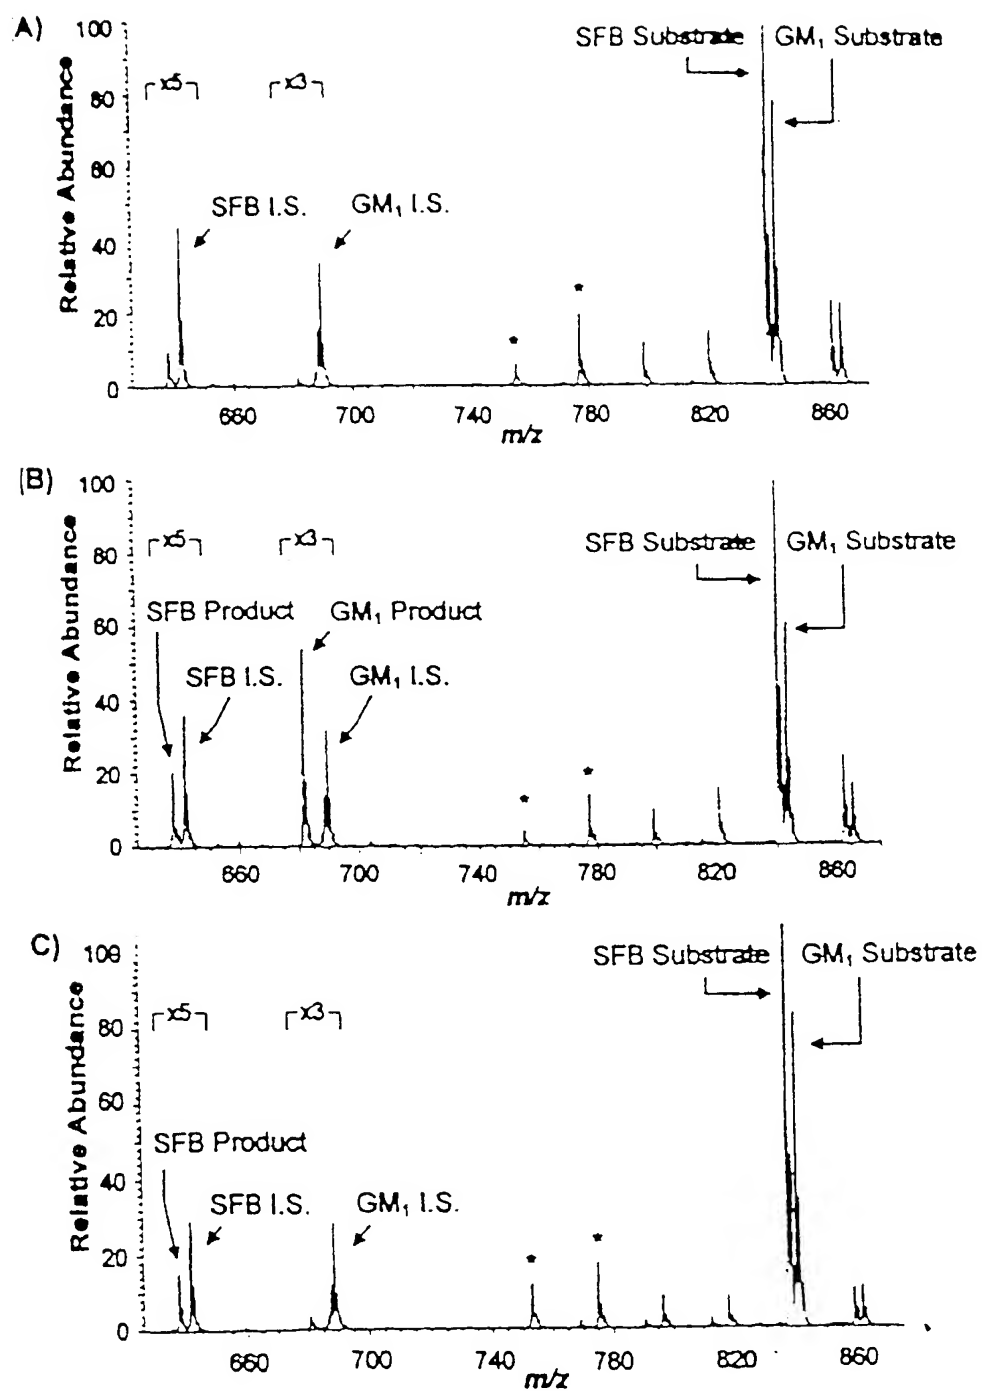 A)
Relative Abundance
100
80
60
40
20
0
x5
x3
SFB I.S.
GM₁ I.S.
*
*
SFB Substrate
GM₁ Substrate
660 700 740 780 820 860
m/z
(B)
Relative Abundance
100
80
60
40
20
0
x5
x3
SFB Product
GM₁ Product
SFB I.S.
GM₁ I.S.
*
*
SFB Substrate
GM₁ Substrate
660 700 740 780 820 860
m/z
C)
Relative Abundance
100
80
60
40
20
0
x5
x3
SFB Product
SFB I.S.
GM₁ I.S.
*
*
SFB Substrate
GM₁ Substrate
660 700 740 780 820 860
m/z